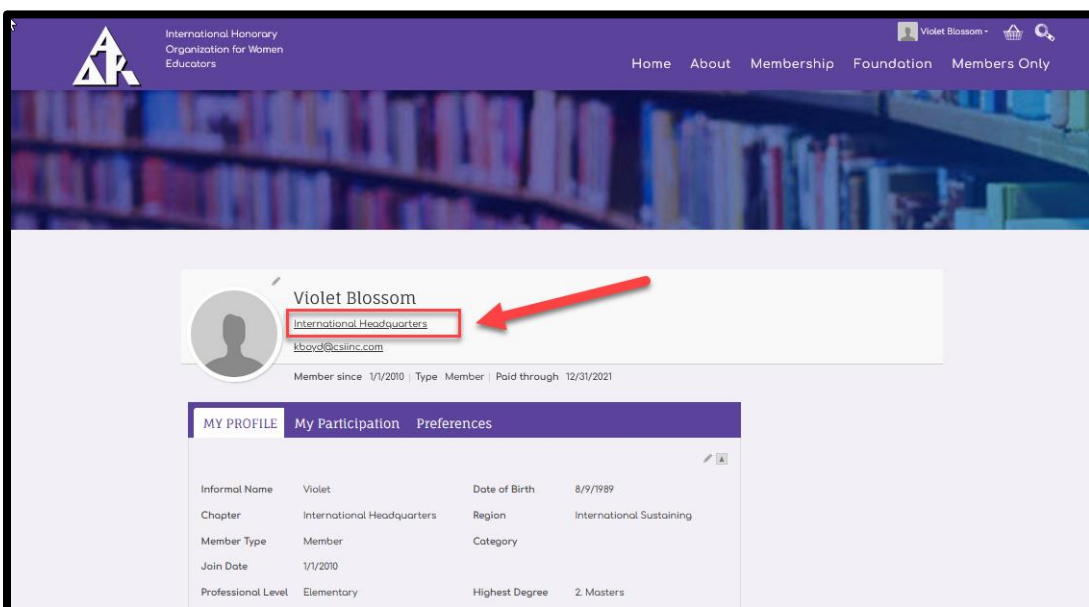 International Honorary
Organization for Women
Educators
Violet Blossom
Home About Membership Foundation Members Only
Violet Blossom
International Headquarters
kboyd@csiinc.com
Member since 1/1/2010 | Type Member | Paid through 12/31/2021
MY PROFILE My Participation Preferences
Informal Name Violet Date of Birth 8/9/1989
Chapter International Headquarters Region International Sustaining
Member Type Member Category
Join Date 1/1/2010
Professional Level Elementary Highest Degree 2. Masters